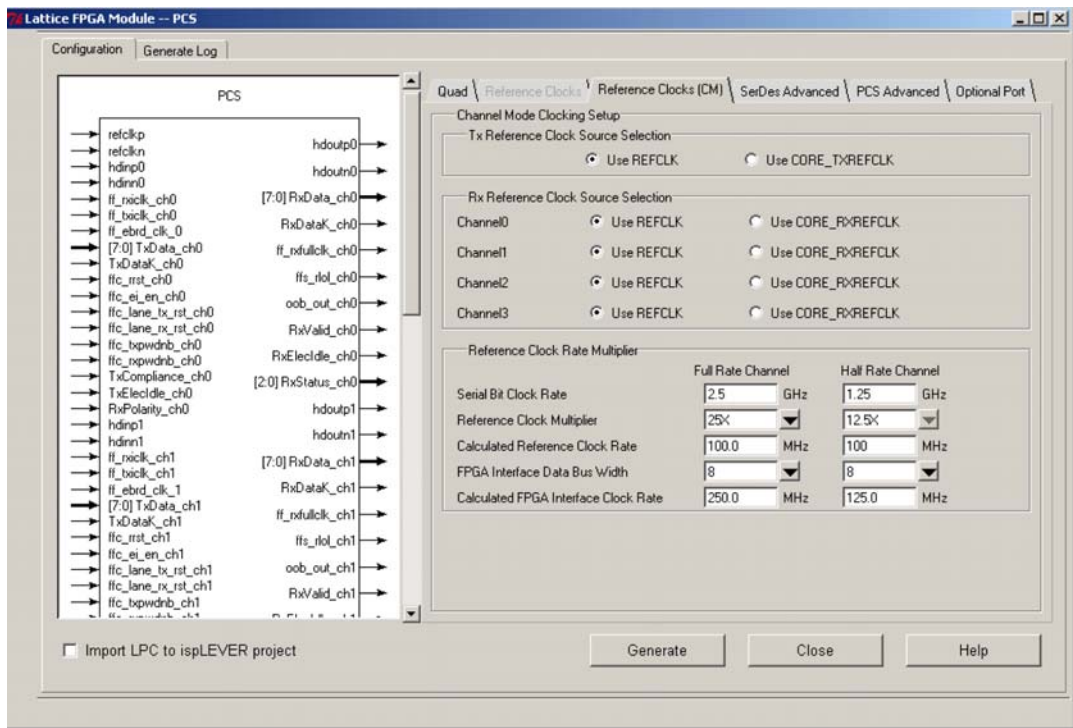 Lattice FPGA Module -- PCS
Configuration
Generate Log
PCS
refclkp
refclkn
hdinp0
hdinn0
ff_rxiclk_ch0
ff_txiclk_ch0
ff_ebrd_clk_0
[7:0] TxData_ch0
TxDataK_ch0
ffc_rrst_ch0
ffc_ei_en_ch0
ffc_lane_tx_rst_ch0
ffc_lane_rx_rst_ch0
ffc_txpwdnb_ch0
ffc_rxpwdnb_ch0
TxCompliance_ch0
TxElecIdle_ch0
RxPolarity_ch0
hdinp1
hdinn1
ff_rxiclk_ch1
ff_txiclk_ch1
ff_ebrd_clk_1
[7:0] TxData_ch1
TxDataK_ch1
ffc_rrst_ch1
ffc_ei_en_ch1
ffc_lane_tx_rst_ch1
ffc_lane_rx_rst_ch1
ffc_txpwdnb_ch1
hdoutp0
hdoutn0
[7:0] RxData_ch0
RxDataK_ch0
ff_rxfullclk_ch0
ffs_rlol_ch0
oob_out_ch0
RxValid_ch0
RxElecIdle_ch0
[2:0] RxStatus_ch0
hdoutp1
hdoutn1
[7:0] RxData_ch1
RxDataK_ch1
ff_rxfullclk_ch1
ffs_rlol_ch1
oob_out_ch1
RxValid_ch1
Quad
Reference Clocks
Reference Clocks (CM)
SerDes Advanced
PCS Advanced
Optional Port
Channel Mode Clocking Setup
Tx Reference Clock Source Selection
Use REFCLK Use CORE_TXREFCLK
Rx Reference Clock Source Selection
Channel0 Use REFCLK Use CORE_RXREFCLK
Channel1 Use REFCLK Use CORE_RXREFCLK
Channel2 Use REFCLK Use CORE_RXREFCLK
Channel3 Use REFCLK Use CORE_RXREFCLK
Reference Clock Rate Multiplier
Full Rate Channel Half Rate Channel
Serial Bit Clock Rate 2.5 GHz 1.25 GHz
Reference Clock Multiplier 25X 12.5X
Calculated Reference Clock Rate 100.0 MHz 100 MHz
FPGA Interface Data Bus Width 8 8
Calculated FPGA Interface Clock Rate 250.0 MHz 125.0 MHz
Import LPC to ispLEVER project
Generate
Close
Help